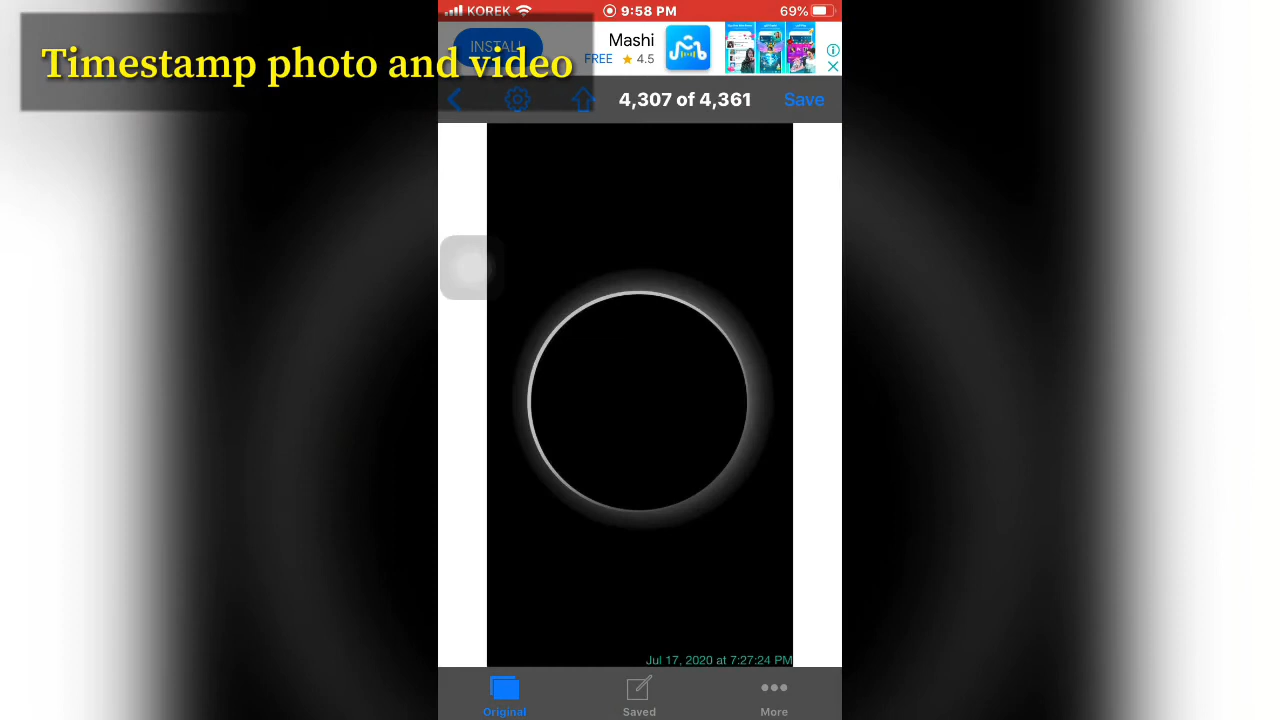 KOREK 9:58 PM 69%
Timestamp photo and video
INSTALL
Mashi
FREE ★ 4.5
4,307 of 4,361
Save
Jul 17, 2020 at 7:27:24 PM
Original
Saved
More